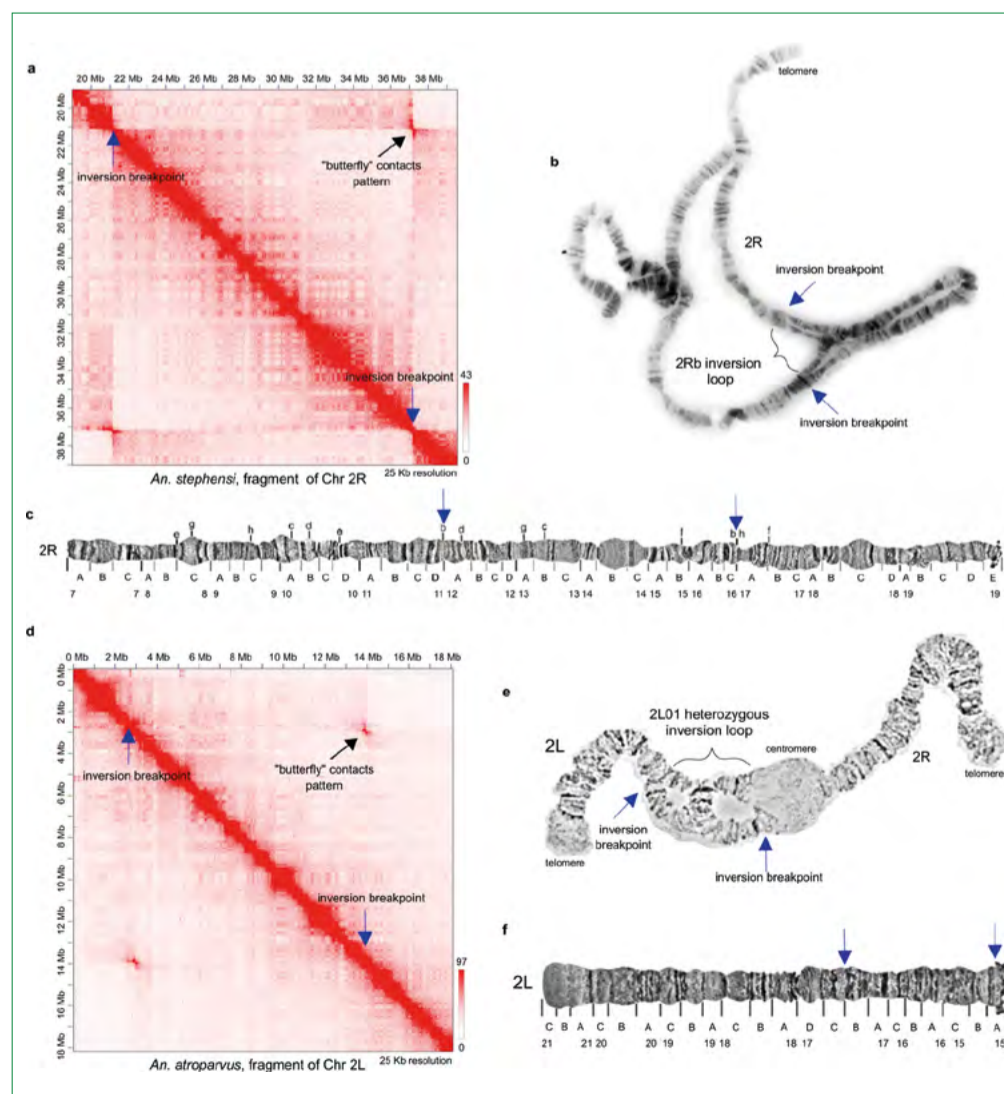 a
20 Mb 22 Mb 24 Mb 26 Mb 28 Mb 30 Mb 32 Mb 34 Mb 36 Mb 38 Mb
20 Mb
22 Mb
24 Mb
26 Mb
28 Mb
30 Mb
32 Mb
34 Mb
36 Mb
38 Mb
inversion breakpoint
"butterfly" contacts
pattern
inversion breakpoint
43
0
25 Kb resolution
An. stephensi, fragment of Chr 2R
b
telomere
2R
inversion breakpoint
2Rb inversion
loop
inversion breakpoint
c
2R
e g h c d e b d g c f b h f
A B C A B C A B C A B C D A B C D A B C D A B C A B C A B A B C A B C A B C D A B C D E
7 7 8 8 9 9 10 10 11 11 12 12 13 13 14 14 15 15 16 16 17 17 18 18 19 19
d
0 Mb 2 Mb 4 Mb 6 Mb 8 Mb 10 Mb 12 Mb 14 Mb 16 Mb 18 Mb
0 Mb
2 Mb
4 Mb
6 Mb
8 Mb
10 Mb
12 Mb
14 Mb
16 Mb
18 Mb
inversion breakpoint
"butterfly" contacts
pattern
inversion breakpoint
97
0
25 Kb resolution
An. atroparvus, fragment of Chr 2L
e
2L
2L01 heterozygous
inversion loop
centromere
2R
telomere
inversion
breakpoint
telomere
inversion breakpoint
f
2L
C B A C B A C B A C B A D C B A C B A C B A
21 21 20 20 19 19 18 18 17 17 16 16 15 15